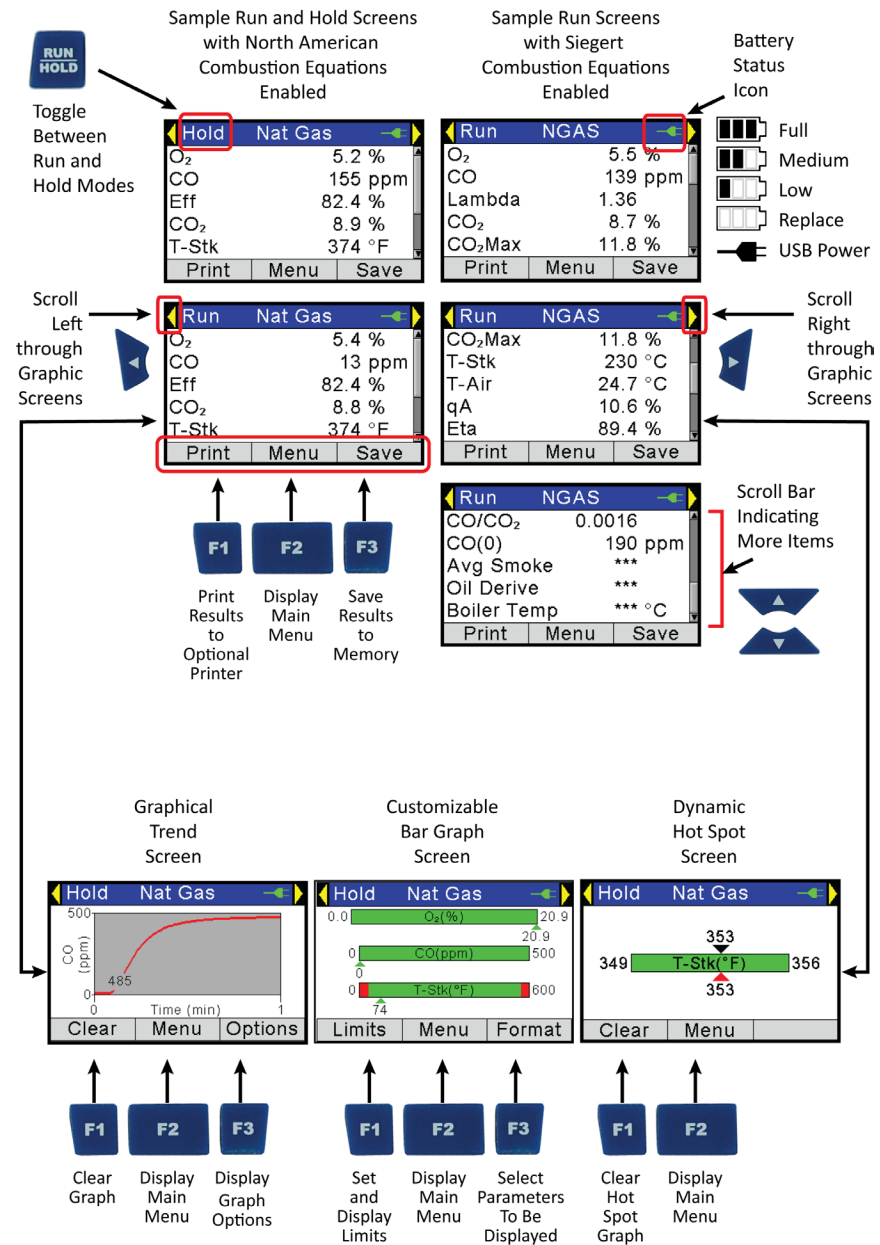 Sample Run and Hold Screens
with North American
Combustion Equations
Enabled
Sample Run Screens
with Siegert
Combustion Equations
Enabled
Battery
Status
Icon
RUN
HOLD
Toggle
Between
Run and
Hold Modes
Hold Nat Gas
O₂ 5.2 %
CO 155 ppm
Eff 82.4 %
CO₂ 8.9 %
T-Stk 374 °F
Print Menu Save
Run NGAS
O₂ 5.5 %
CO 139 ppm
Lambda 1.36
CO₂ 8.7 %
CO₂Max 11.8 %
Print Menu Save
Full
Medium
Low
Replace
USB Power
Scroll
Left
through
Graphic
Screens
Run Nat Gas
O₂ 5.4 %
CO 13 ppm
Eff 82.4 %
CO₂ 8.8 %
T-Stk 374 °F
Print Menu Save
Run NGAS
CO₂Max 11.8 %
T-Stk 230 °C
T-Air 24.7 °C
qA 10.6 %
Eta 89.4 %
Print Menu Save
Scroll
Right
through
Graphic
Screens
F1 F2 F3
Print
Results
to
Optional
Printer
Display
Main
Menu
Save
Results
to
Memory
Run NGAS
CO/CO₂ 0.0016
CO(0) 190 ppm
Avg Smoke ***
Oil Derive ***
Boiler Temp *** °C
Print Menu Save
Scroll Bar
Indicating
More Items
Graphical
Trend
Screen
Customizable
Bar Graph
Screen
Dynamic
Hot Spot
Screen
Hold Nat Gas
500
CO
(ppm)
485
0
0 Time (min) 1
Clear Menu Options
Hold Nat Gas
0.0 O₂(%) 20.9
20.9
0 CO(ppm) 500
0
0 T-Stk(°F) 600
74
Limits Menu Format
Hold Nat Gas
353
349 T-Stk(°F) 356
353
Clear Menu
F1 F2 F3
Clear
Graph
Display
Main
Menu
Display
Graph
Options
F1 F2 F3
Set
and
Display
Limits
Display
Main
Menu
Select
Parameters
To Be
Displayed
F1 F2
Clear
Hot
Spot
Graph
Display
Main
Menu